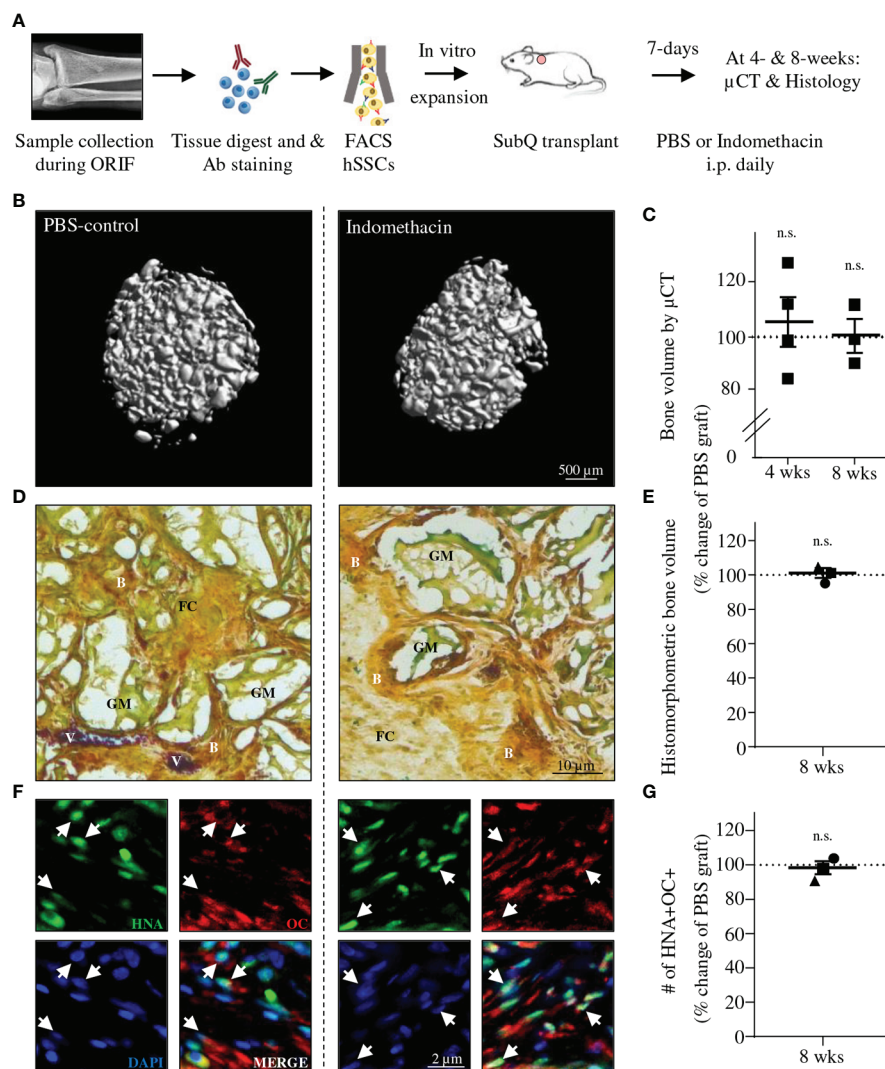 A
In vitro
expansion
7-days
At 4- & 8-weeks:
µCT & Histology
Sample collection
during ORIF
Tissue digest and &
Ab staining
FACS
hSSCs
SubQ transplant
PBS or Indomethacin
i.p. daily
B
PBS-control
Indomethacin
500 µm
C
Bone volume by µCT
(% change of PBS graft)
n.s.
n.s.
120
100
80
0
4 wks
8 wks
D
B
FC
GM
GM
V
B
V
GM
B
GM
B
FC
B
10 µm
E
Histomorphometric bone volume
n.s.
120
100
80
60
40
20
0
8 wks
F
HNA
OC
DAPI
MERGE
2 µm
G
# of HNA+OC+
(% change of PBS graft)
n.s.
120
100
80
60
40
20
0
8 wks